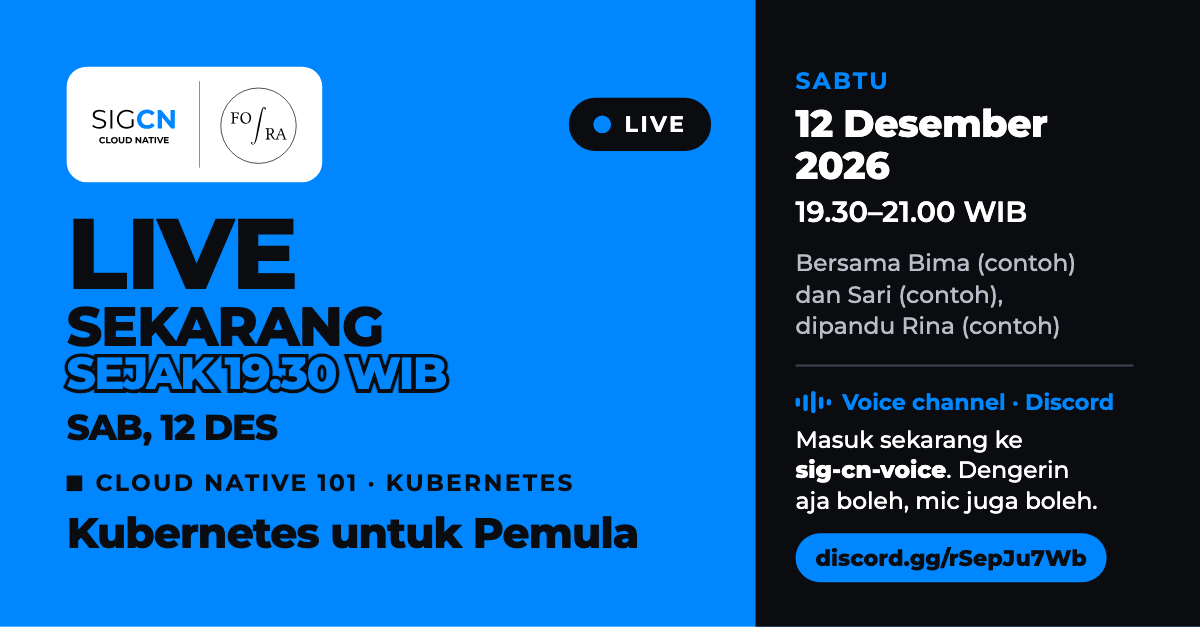 SIGCN
CLOUD NATIVE
FO
RA
LIVE
LIVE
SEKARANG
SEJAK 19.30 WIB
SAB, 12 DES
CLOUD NATIVE 101 · KUBERNETES
Kubernetes untuk Pemula
SABTU
12 Desember
2026
19.30–21.00 WIB
Bersama Bima (contoh)
dan Sari (contoh),
dipandu Rina (contoh)
Voice channel · Discord
Masuk sekarang ke
sig-cn-voice. Dengerin
aja boleh, mic juga boleh.
discord.gg/rSepJu7Wb